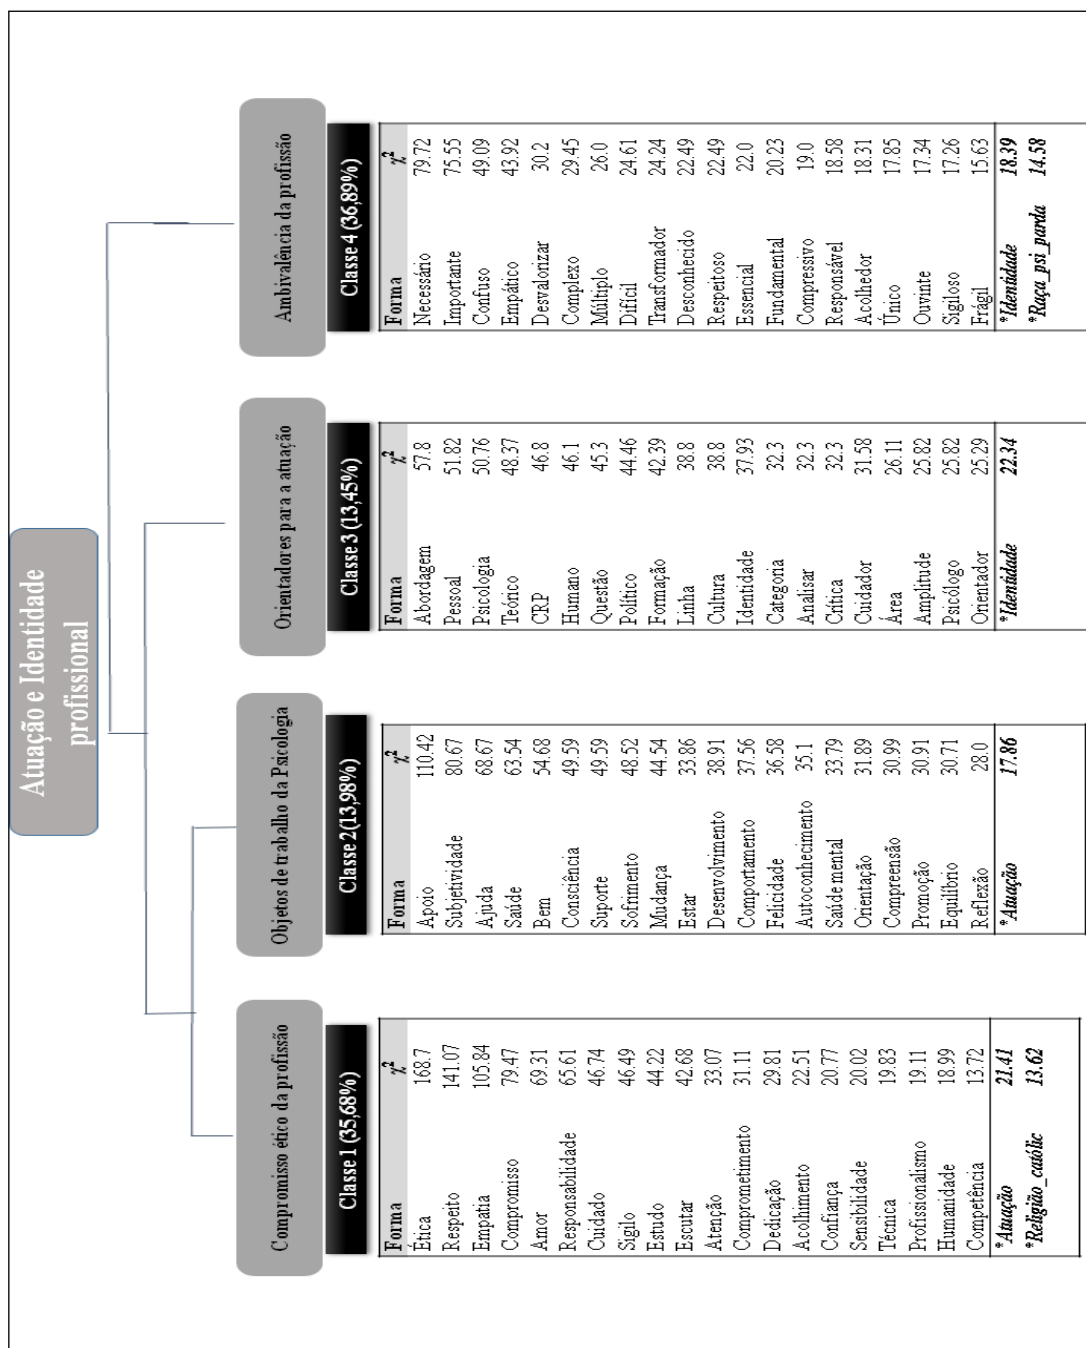 Atuação e Identidade
profissional
Compromisso ético da profissão
Classe 1 (35,68%)
Forma χ²
Ética 168.7
Respeito 141.07
Empatia 105.84
Compromisso 79.47
Amor 69.31
Responsabilidade 65.61
Cuidado 46.74
Sigilo 46.49
Estudo 44.22
Escutar 42.68
Atenção 33.07
Comprometimento 31.11
Dedicação 29.81
Acolhimento 22.51
Confiança 20.77
Sensibilidade 20.02
Técnica 19.83
Profissionalismo 19.11
Humanidade 18.99
Competência 13.72
*Atuação 21.41
*Religião_católic 13.62
Objetos de trabalho da Psicologia
Classe 2 (13,98%)
Forma χ²
Apoio 110.42
Subjetividade 80.67
Ajuda 68.67
Saúde 63.54
Bem 54.68
Consciência 49.59
Suporte 49.59
Sofrimento 48.52
Mudança 44.54
Estar 33.86
Desenvolvimento 38.91
Comportamento 37.56
Felicidade 36.58
Autoconhecimento 35.1
Saúde mental 33.79
Orientação 31.89
Compreensão 30.99
Promoção 30.91
Equilíbrio 30.71
Reflexão 28.0
*Atuação 17.86
Orientadores para a atuação
Classe 3 (13,45%)
Forma χ²
Abordagem 57.8
Pessoal 51.82
Psicologia 50.76
Teórico 48.37
CRP 46.8
Humano 46.1
Questão 45.3
Político 44.46
Formação 42.39
Linha 38.8
Cultura 38.8
Identidade 37.93
Categoria 32.3
Analisar 32.3
Crítica 32.3
Cuidador 31.58
Área 26.11
Amplitude 25.82
Psicólogo 25.82
Orientador 25.29
*Identidade 22.34
Ambivalência da profissão
Classe 4 (36,89%)
Forma χ²
Necessário 79.72
Importante 75.55
Confuso 49.09
Empático 43.92
Desvalorizar 30.2
Complexo 29.45
Múltiplo 26.0
Difícil 24.61
Transformador 24.24
Desconhecido 22.49
Respeitoso 22.49
Essencial 22.0
Fundamental 20.23
Compressivo 19.0
Responsável 18.58
Acolhedor 18.31
Único 17.85
Ouvinte 17.34
Sigiloso 17.26
Frágil 15.63
*Identidade 18.39
*Raça_psi_parda 14.58